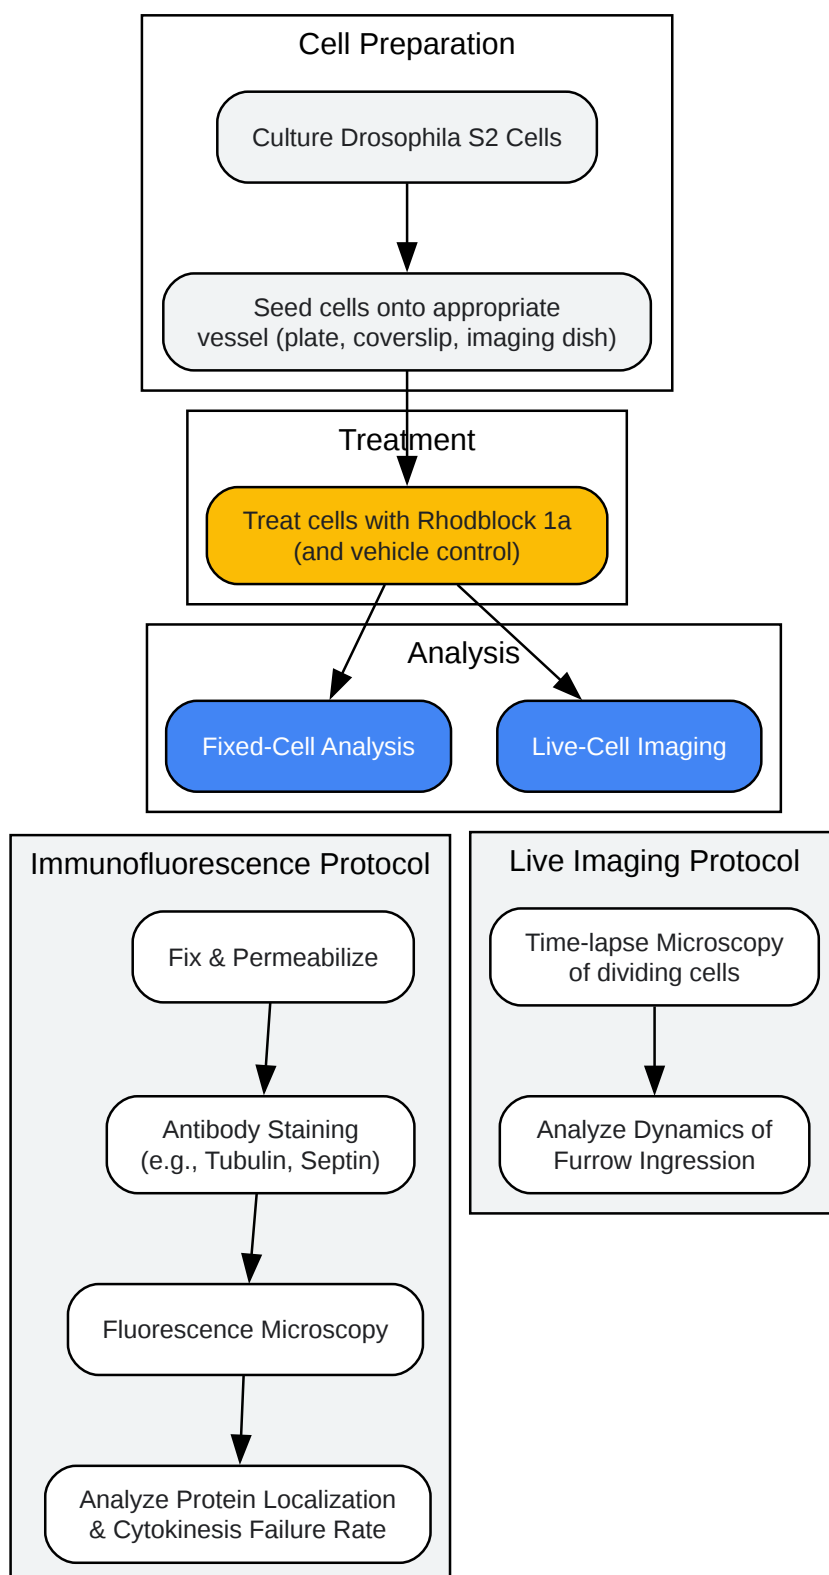 Cell Preparation
Culture Drosophila S2 Cells
Seed cells onto appropriate
vessel (plate, coverslip, imaging dish)
Treatment
Treat cells with Rhodblock 1a
(and vehicle control)
Analysis
Fixed-Cell Analysis
Live-Cell Imaging
Immunofluorescence Protocol
Fix & Permeabilize
Antibody Staining
(e.g., Tubulin, Septin)
Fluorescence Microscopy
Analyze Protein Localization
& Cytokinesis Failure Rate
Live Imaging Protocol
Time-lapse Microscopy
of dividing cells
Analyze Dynamics of
Furrow Ingression